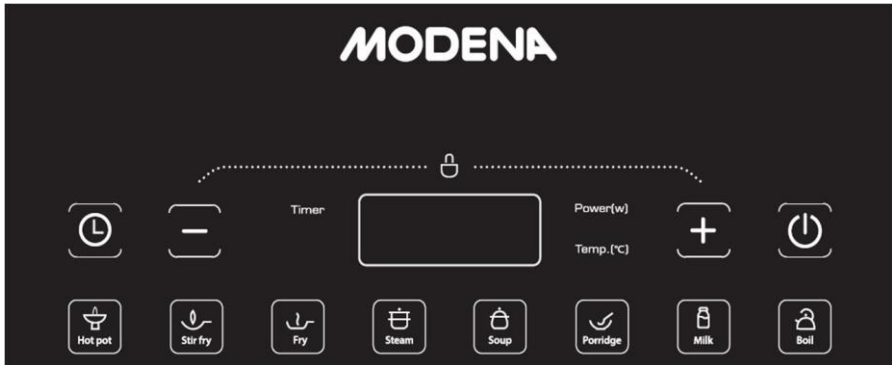 MODENA
Timer
Power(w)
Temp.(°C)
Hot pot
Stir fry
Fry
Steam
Soup
Porridge
Milk
Boil